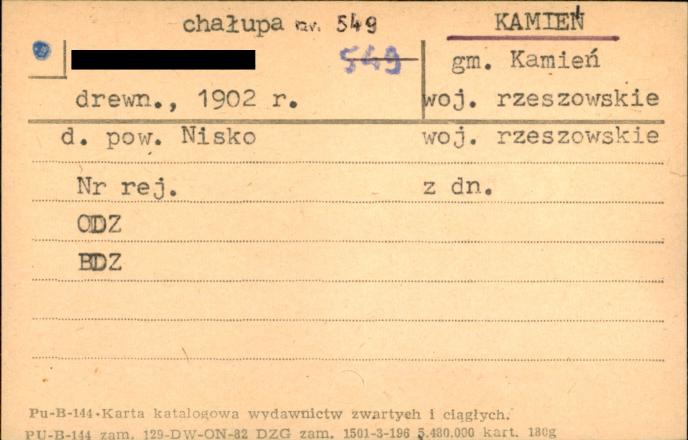 chałupa nr. 549 KAMIEŃ
549 gm. Kamień
drewn., 1902 r. woj. rzeszowskie
d. pow. Nisko woj. rzeszowskie
Nr rej. z dn.
ODZ
BDZ
Pu-B-144-Karta katalogowa wydawnictw zwartych i ciągłych.
PU-B-144 zam. 129-DW-ON-82 DZG zam. 1501-3-196 5.480.000 kart. 180g